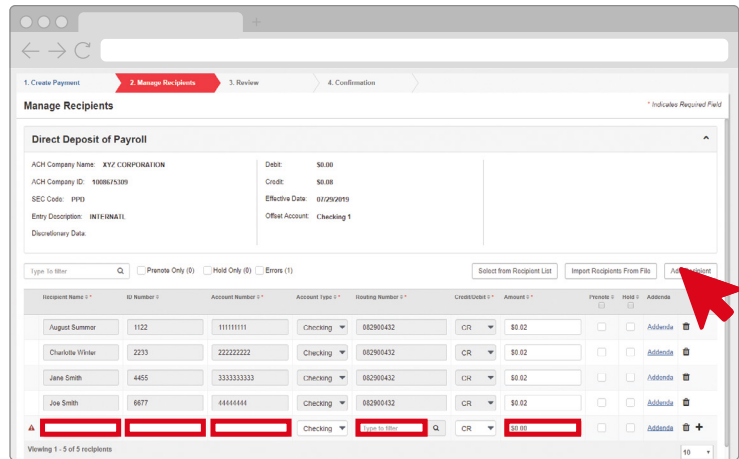 1. Create Payment 2. Manage Recipients 3. Review 4. Confirmation
Manage Recipients * Indicates Required Field
Direct Deposit of Payroll
ACH Company Name: XYZ CORPORATION Debit: $0.00
ACH Company ID: 1008675309 Credit: $0.08
SEC Code: PPD Effective Date: 07/29/2019
Entry Description: INTERNATL Offset Account: Checking 1
Discretionary Data:
Type To filter Prenote Only (0) Hold Only (0) Errors (1) Select from Recipient List Import Recipients From File
Recipient Name * ID Number Account Number * Account Type * Routing Number * Credit/Debit * Amount * Prenote Hold Addenda
August Summer 1122 111111111 Checking 082900432 CR $0.02 Addenda
Charlotte Winter 2233 222222222 Checking 082900432 CR $0.02 Addenda
Jane Smith 4455 3333333333 Checking 082900432 CR $0.02 Addenda
Joe Smith 6677 44444444 Checking 082900432 CR $0.02 Addenda
Checking Type to filter CR $0.00 Addenda
Viewing 1 - 5 of 5 recipients 10